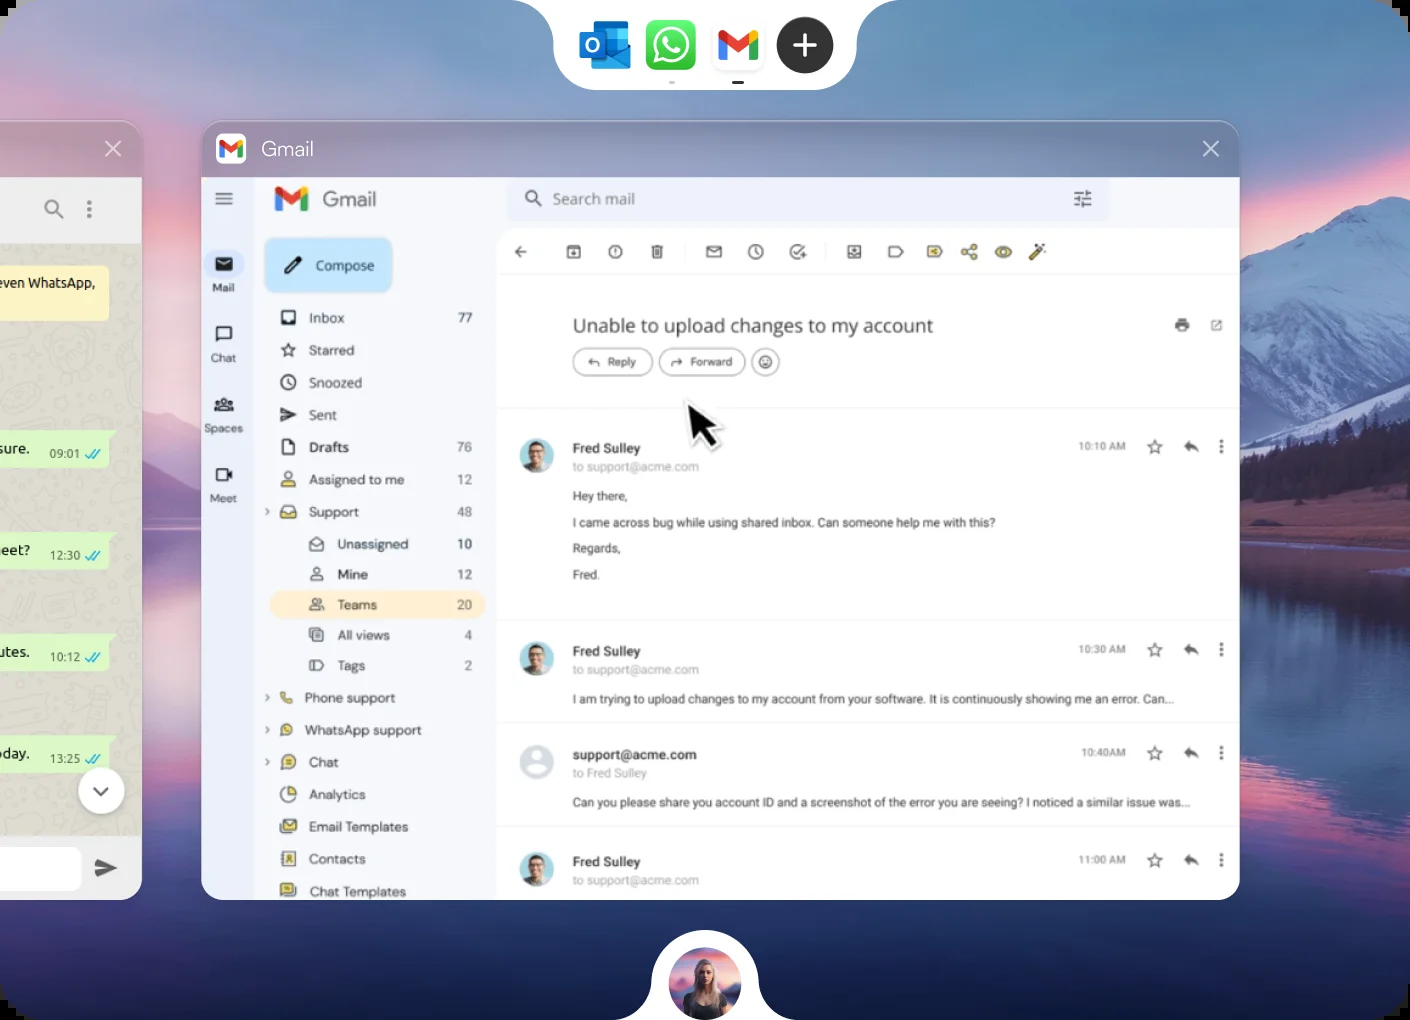 Gmail
Gmail
Search mail
even WhatsApp,
sure. 09:01
eet? 12:30
utes. 10:12
oday. 13:25
Mail
Chat
Spaces
Meet
Compose
Inbox 77
Starred
Snoozed
Sent
Drafts 76
Assigned to me 12
Support 48
Unassigned 10
Mine 12
Teams 20
All views 4
Tags 2
Phone support
WhatsApp support
Chat
Analytics
Email Templates
Contacts
Chat Templates
Unable to upload changes to my account
Reply Forward
Fred Sulley 10:10 AM
to support@acme.com
Hey there,
I came across bug while using shared inbox. Can someone help me with this?
Regards,
Fred.
Fred Sulley 10:30 AM
to support@acme.com
I am trying to upload changes to my account from your software. It is continuously showing me an error. Can...
support@acme.com 10:40AM
to Fred Sulley
Can you please share you account ID and a screenshot of the error you are seeing? I noticed a similar issue was...
Fred Sulley 11:00 AM
to support@acme.com